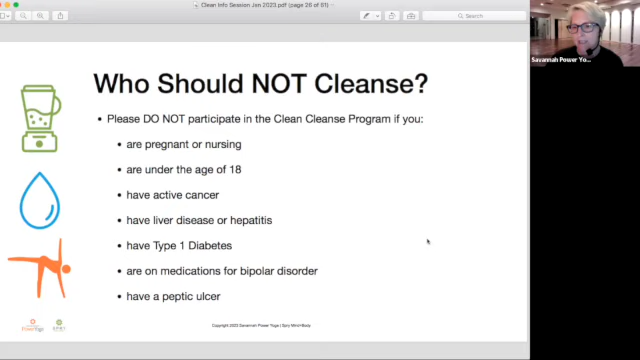 Clean Info Session Jan 2023.pdf (page 26 of 61)
Search
Who Should NOT Cleanse?
• Please DO NOT participate in the Clean Cleanse Program if you:
• are pregnant or nursing
• are under the age of 18
• have active cancer
• have liver disease or hepatitis
• have Type 1 Diabetes
• are on medications for bipolar disorder
• have a peptic ulcer
Copyright 2023 Savannah Power Yoga | Spry Mind+Body
Savannah Power Yo...